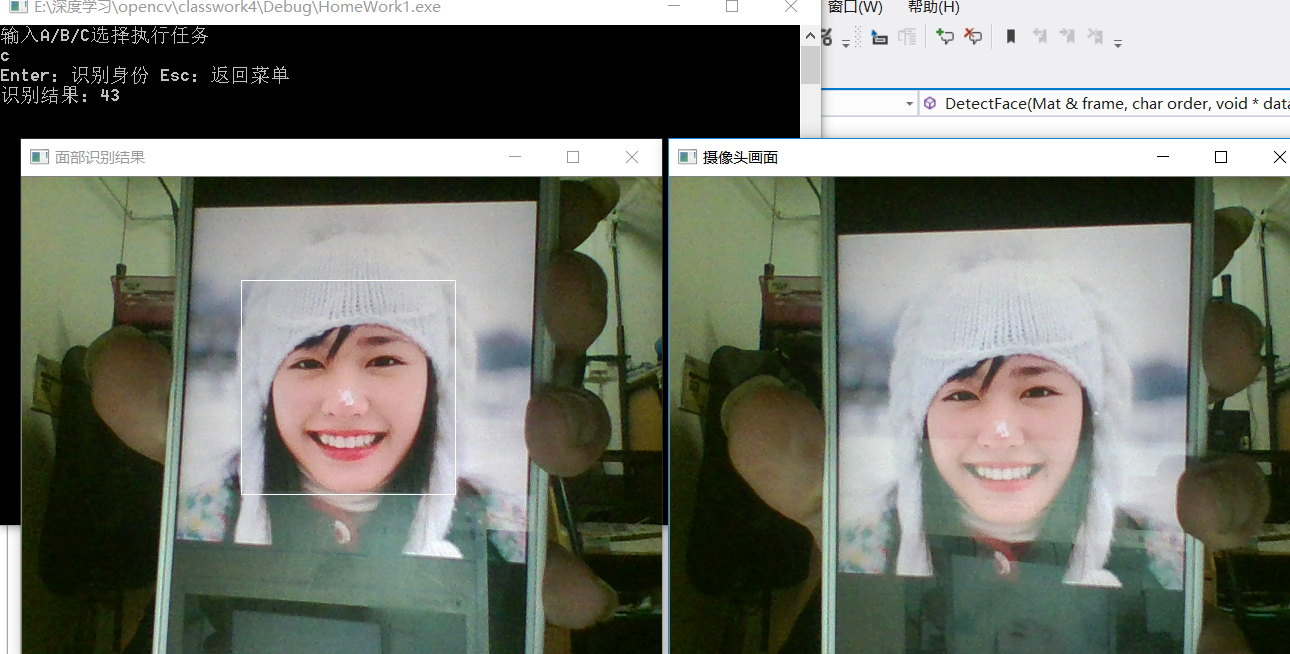 E:\深度学习\opencv\classwork4\Debug\HomeWork1.exe
窗口(W) 帮助(H)
输入A/B/C选择执行任务
c
Enter: 识别身份 Esc: 返回菜单
识别结果: 43
DetectFace(Mat & frame, char order, void * data
面部识别结果
摄像头画面